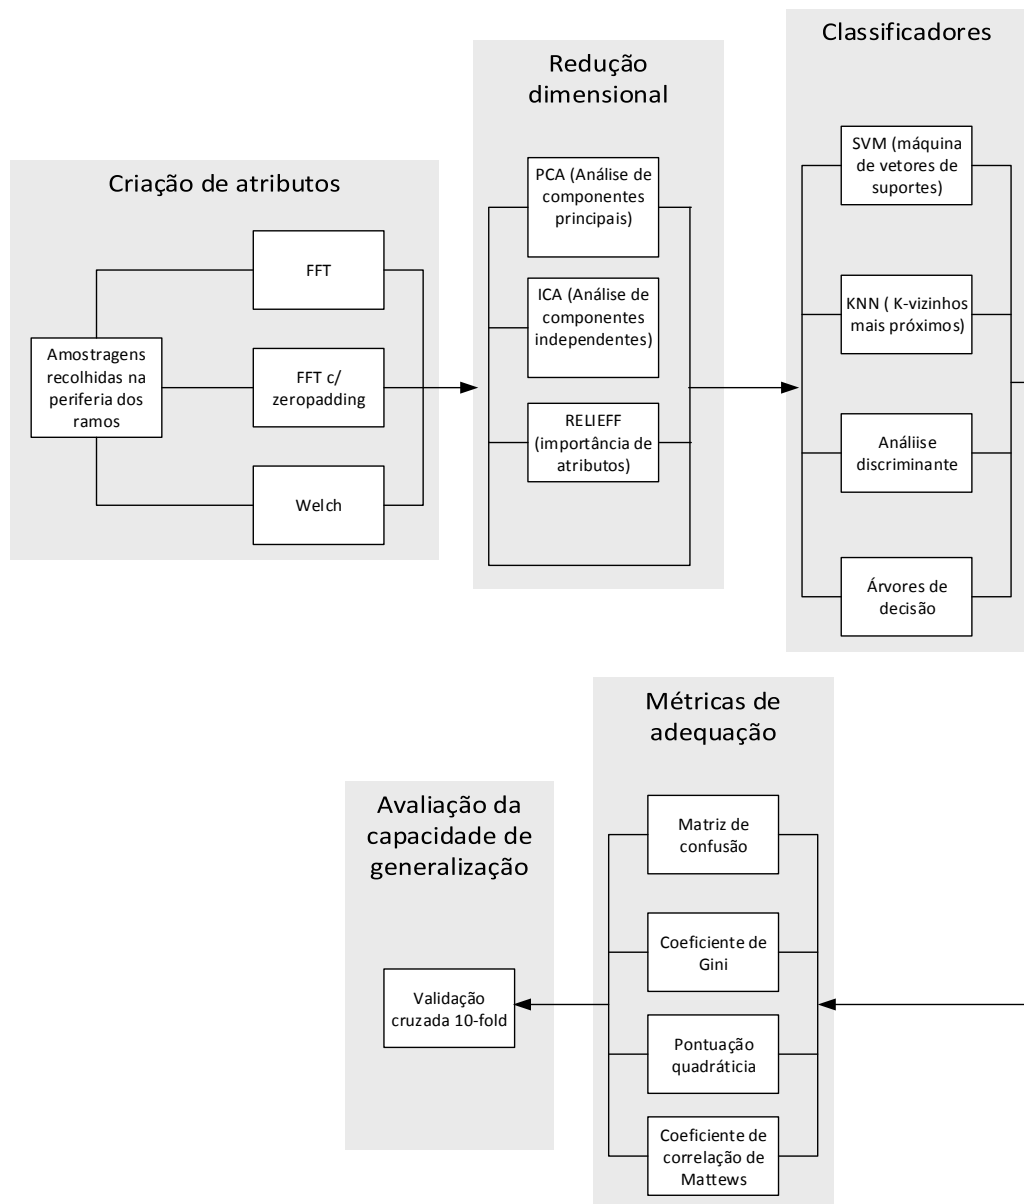 Criação de atributos
Amostragens
recolhidas na
periferia dos
ramos
FFT
FFT c/
zeropadding
Welch
Redução
dimensional
PCA (Análise de
componentes
principais)
ICA (Análise de
componentes
independentes)
RELIEFF
(importância de
atributos)
Classificadores
SVM (máquina
de vetores de
suportes)
KNN ( K-vizinhos
mais próximos)
Análiise
discriminante
Árvores de
decisão
Métricas de
adequação
Matriz de
confusão
Coeficiente de
Gini
Pontuação
quadráticia
Coeficiente de
correlação de
Mattews
Avaliação da
capacidade de
generalização
Validação
cruzada 10-fold